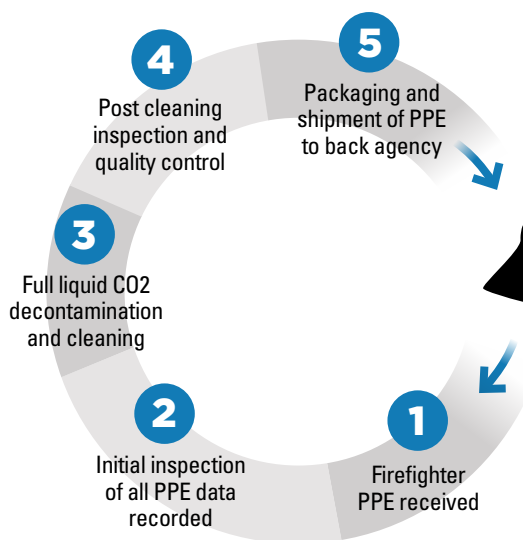 5
Packaging and
shipment of PPE
to back agency
4
Post cleaning
inspection and
quality control
3
Full liquid CO2
decontamination
and cleaning
2
Initial inspection
of all PPE data
recorded
1
Firefighter
PPE received